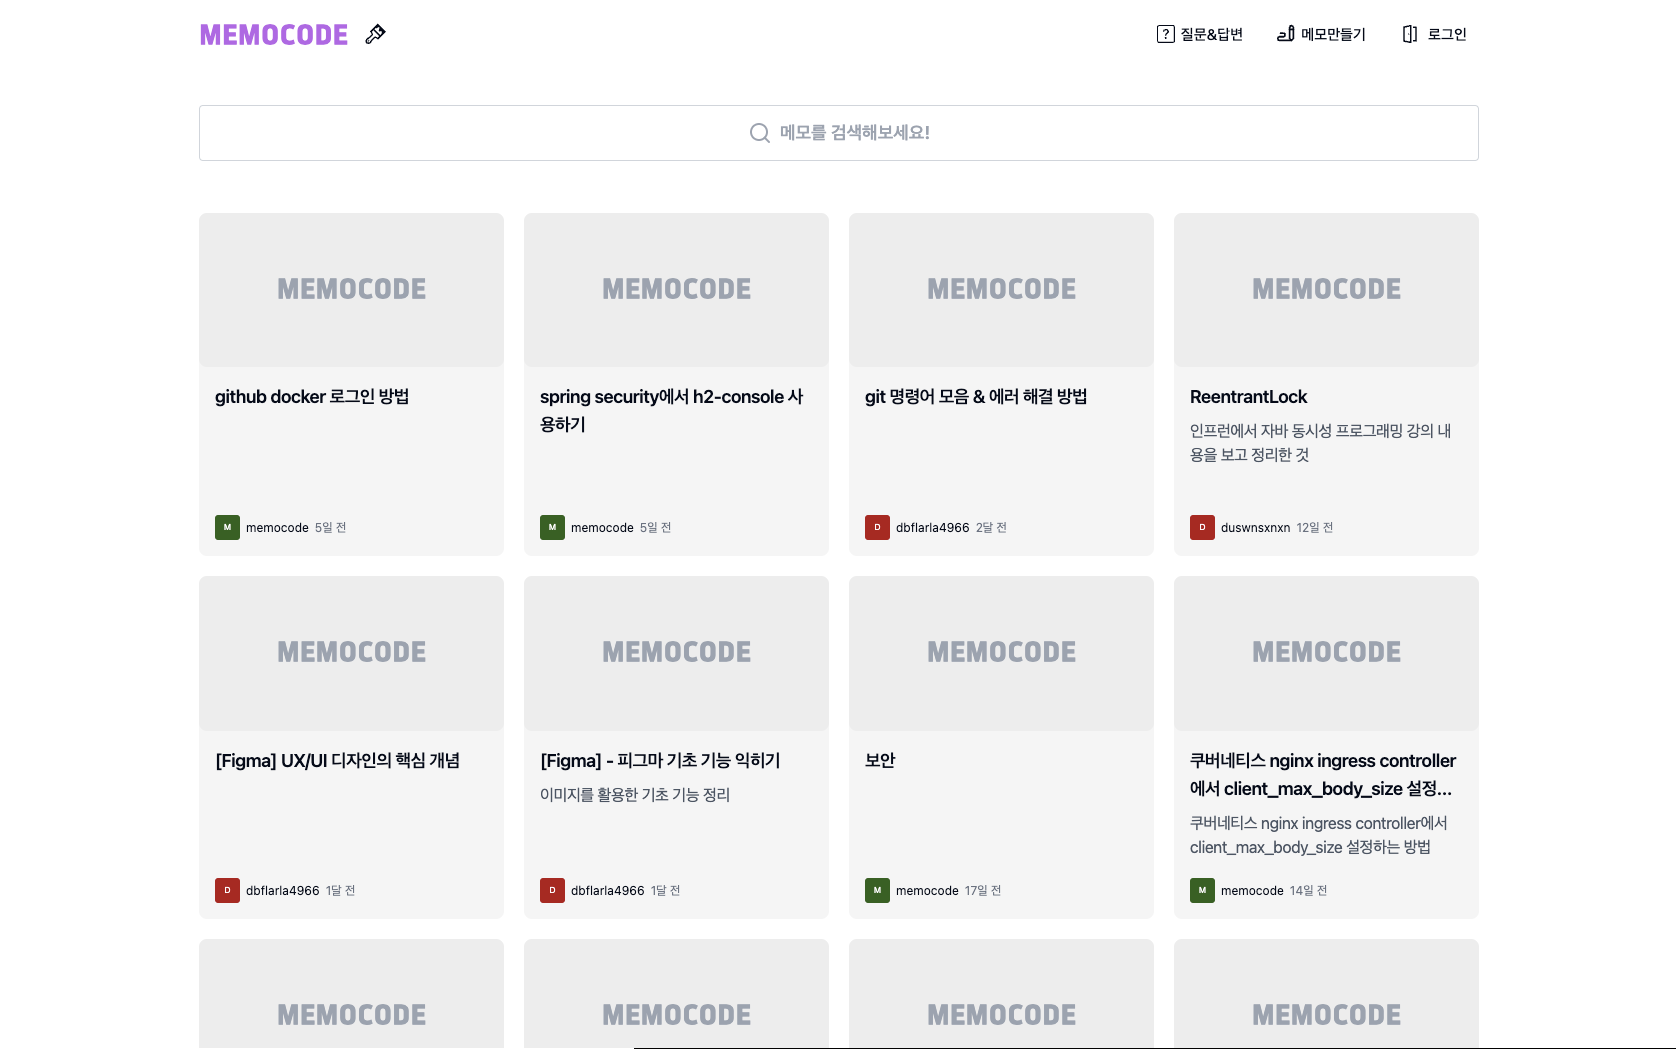 MEMOCODE
질문&답변
메모만들기
로그인
메모를 검색해보세요!
MEMOCODE
MEMOCODE
MEMOCODE
MEMOCODE
github docker 로그인 방법
M memocode 5일 전
spring security에서 h2-console 사
용하기
M memocode 5일 전
git 명령어 모음 & 에러 해결 방법
D dbflarla4966 2달 전
ReentrantLock
인프런에서 자바 동시성 프로그래밍 강의 내
용을 보고 정리한 것
D duswnsxnxn 12일 전
MEMOCODE
MEMOCODE
MEMOCODE
MEMOCODE
[Figma] UX/UI 디자인의 핵심 개념
D dbflarla4966 1달 전
[Figma] - 피그마 기초 기능 익히기
이미지를 활용한 기초 기능 정리
D dbflarla4966 1달 전
보안
M memocode 17일 전
쿠버네티스 nginx ingress controller
에서 client_max_body_size 설정...
쿠버네티스 nginx ingress controller에서
client_max_body_size 설정하는 방법
M memocode 14일 전
MEMOCODE
MEMOCODE
MEMOCODE
MEMOCODE